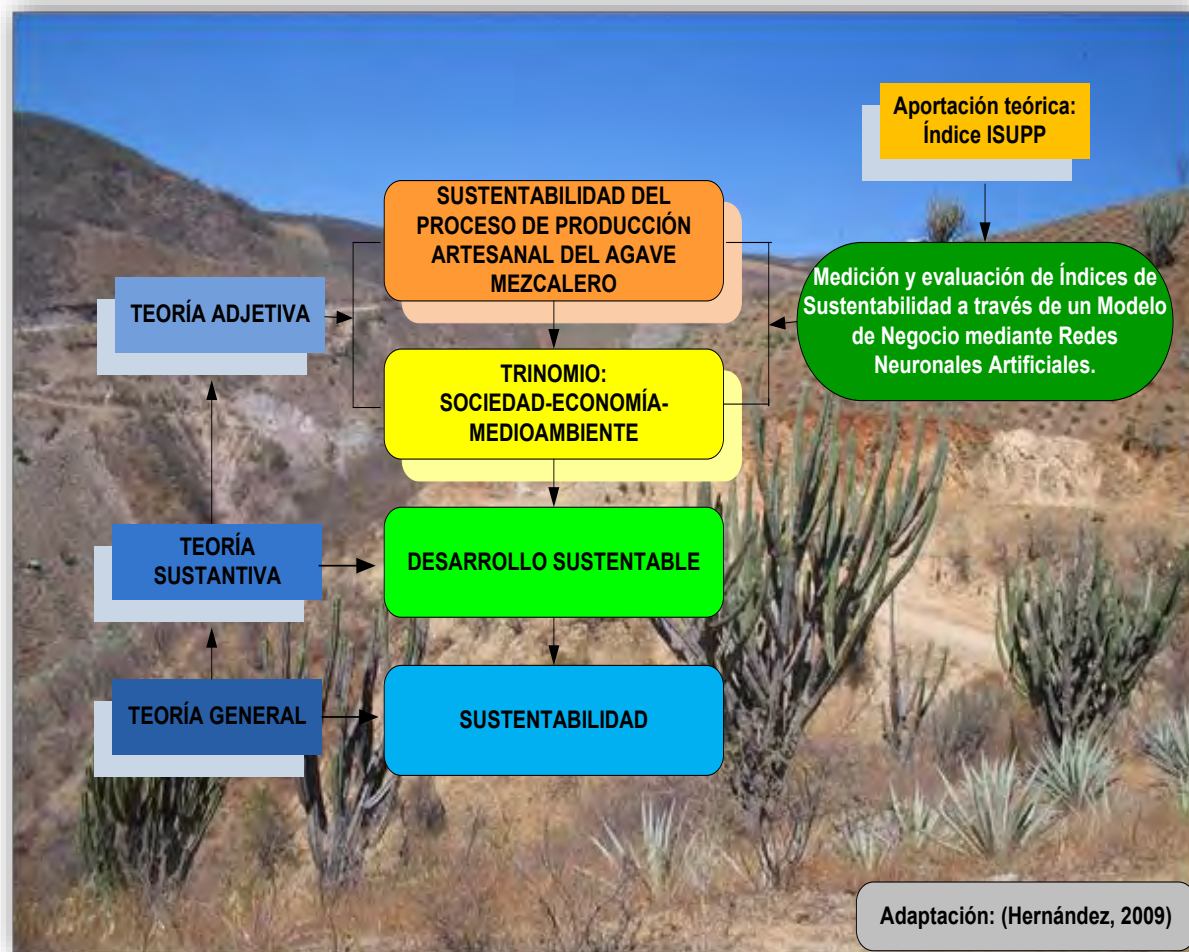 Aportación teórica:
Índice ISUPP
SUSTENTABILIDAD DEL
PROCESO DE PRODUCCIÓN
ARTESANAL DEL AGAVE
MEZCALERO
Medición y evaluación de Índices de
Sustentabilidad a través de un Modelo
de Negocio mediante Redes
Neuronales Artificiales.
TEORÍA ADJETIVA
TRINOMIO:
SOCIEDAD-ECONOMÍA-
MEDIOAMBIENTE
TEORÍA
SUSTANTIVA
DESARROLLO SUSTENTABLE
TEORÍA GENERAL
SUSTENTABILIDAD
Adaptación: (Hernández, 2009)